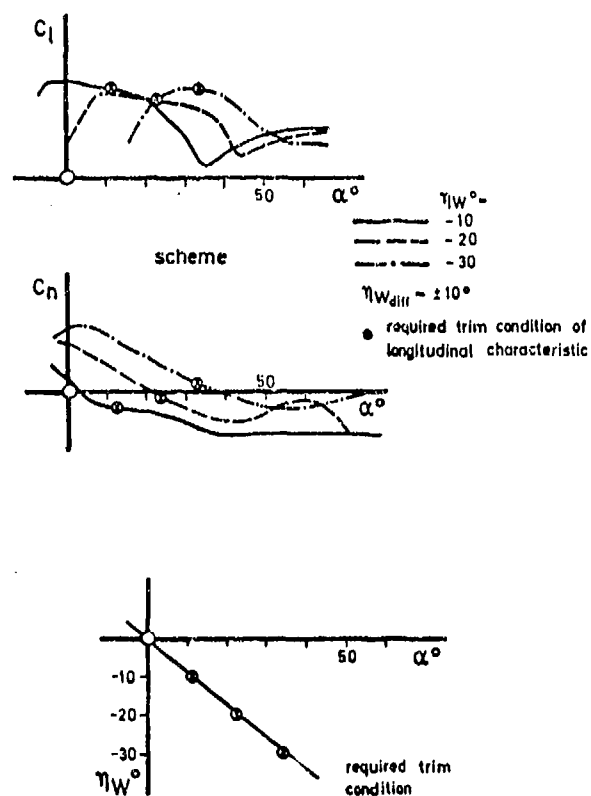 C_l
50
α°
η_W°=
-10
-20
-30
scheme
η_Wdiff = ±10°
required trim condition of
longitudinal characteristic
C_n
50
α°
50
α°
-10
-20
-30
η_W°
required trim
condition